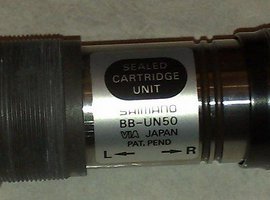 SEALED
CARTRIDGE
UNIT
SHIMANO
BB-UN50
VIA JAPAN
PAT. PEND
L R